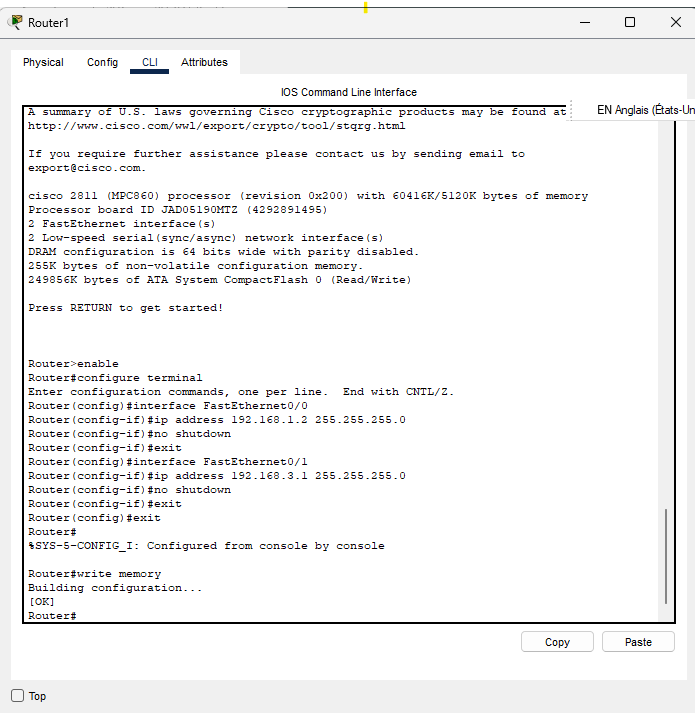 Router1
Physical Config CLI Attributes
IOS Command Line Interface
EN Anglais (États-Un
A summary of U.S. laws governing Cisco cryptographic products may be found at
http://www.cisco.com/wwl/export/crypto/tool/stqrg.html
If you require further assistance please contact us by sending email to
export@cisco.com.
cisco 2811 (MPC860) processor (revision 0x200) with 60416K/5120K bytes of memory
Processor board ID JAD05190MTZ (4292891495)
2 FastEthernet interface(s)
2 Low-speed serial(sync/async) network interface(s)
DRAM configuration is 64 bits wide with parity disabled.
255K bytes of non-volatile configuration memory.
249856K bytes of ATA System CompactFlash 0 (Read/Write)
Press RETURN to get started!
Router>enable
Router#configure terminal
Enter configuration commands, one per line.  End with CNTL/Z.
Router(config)#interface FastEthernet0/0
Router(config-if)#ip address 192.168.1.2 255.255.255.0
Router(config-if)#no shutdown
Router(config-if)#exit
Router(config)#interface FastEthernet0/1
Router(config-if)#ip address 192.168.3.1 255.255.255.0
Router(config-if)#no shutdown
Router(config-if)#exit
Router(config)#exit
Router#
%SYS-5-CONFIG_I: Configured from console by console
Router#write memory
Building configuration...
[OK]
Router#
Copy Paste
Top